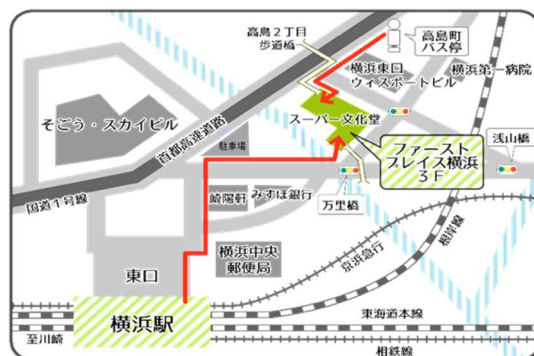 高島2丁目
歩道橋
高島町
バス停
横浜東口
ウィスポートビル
横浜第一病院
そごう・スカイビル
首都高速道路
スーパー文化堂
駐車場
ファースト
プレイス横浜
3F
浅山橋
国道1号線
崎陽軒
みずほ銀行
万里橋
横浜中央
郵便局
京浜急行
根岸線
東口
横浜駅
東海道本線
至川崎
相鉄線